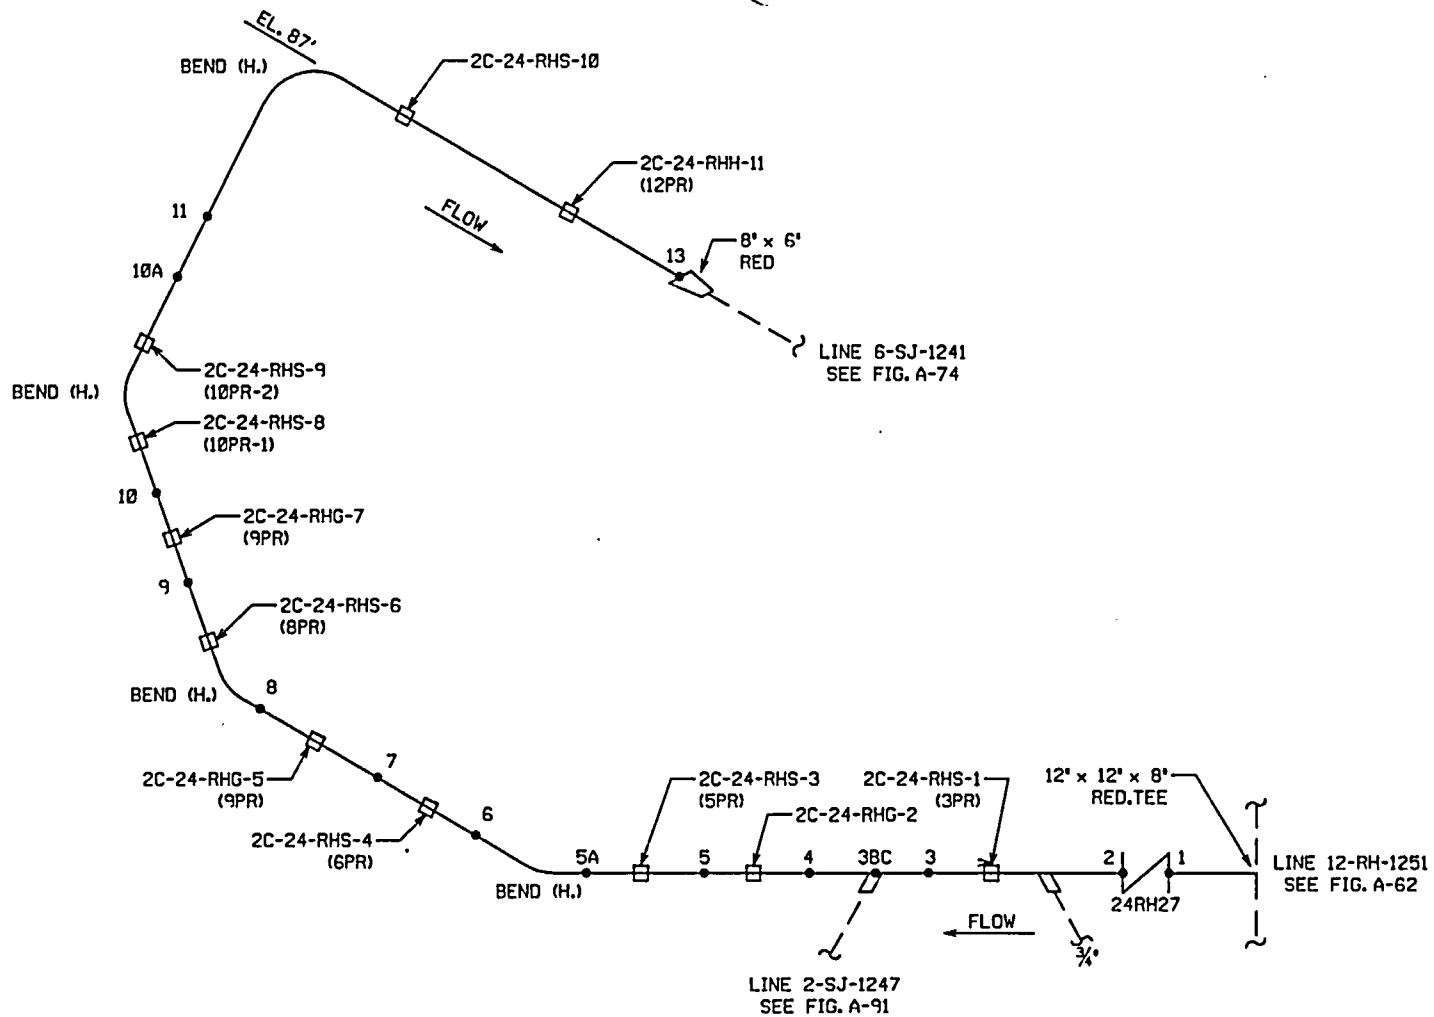 EL. 87'
BEND (H.)
2C-24-RHS-10
2C-24-RHH-11
(12PR)
FLOW
11
10A
13
8" x 6"
RED
LINE 6-SJ-1241
SEE FIG. A-74
2C-24-RHS-9
(10PR-2)
BEND (H.)
2C-24-RHS-8
(10PR-1)
10
2C-24-RHG-7
(9PR)
9
2C-24-RHS-6
(8PR)
BEND (H.)
8
7
2C-24-RHG-5
(9PR)
2C-24-RHS-4
(6PR)
6
2C-24-RHS-3
(5PR)
2C-24-RHG-2
2C-24-RHS-1
(3PR)
12" x 12" x 8"
RED.TEE
BEND (H.)
5A
5
4
3BC
3
2
1
24RH27
LINE 12-RH-1251
SEE FIG. A-62
FLOW
3/4"
LINE 2-SJ-1247
SEE FIG. A-91